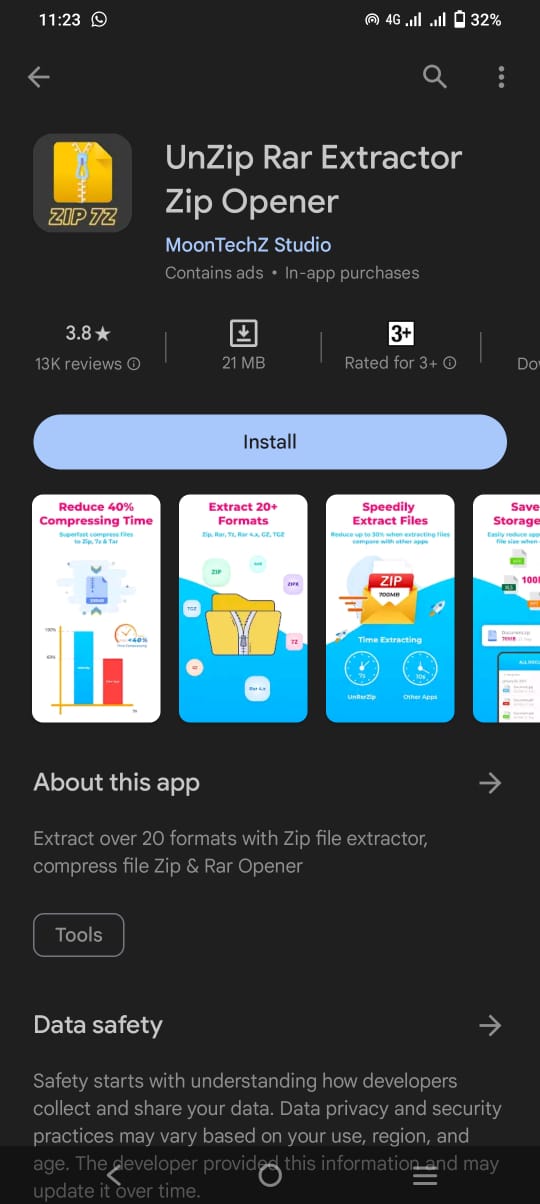 11:23
4G
32%
UnZip Rar Extractor
Zip Opener
ZIP 7Z
MoonTechZ Studio
Contains ads • In-app purchases
3.8★
13K reviews
21 MB
3+
Rated for 3+
Do
Install
Reduce 40%
Compressing Time
Superfast compress files
to Zip, 7z & Tar
100%
<40%
Extract 20+
Formats
Zip, Rar, 7z, Rar 4.x, GZ, TGZ
ZIP
ZIPX
TGZ
7Z
Rar 4.x
Speedily
Extract Files
Reduce up to 30% when extracting files
compare with other apps
ZIP
700MB
Time Extracting
7s
10s
UnRarZip
Other Apps
Save
Storage
Easily reduce app
file size when
About this app
Extract over 20 formats with Zip file extractor,
compress file Zip & Rar Opener
Tools
Data safety
Safety starts with understanding how developers
collect and share your data. Data privacy and security
practices may vary based on your use, region, and
age. The developer provided this information and may
update it over time.